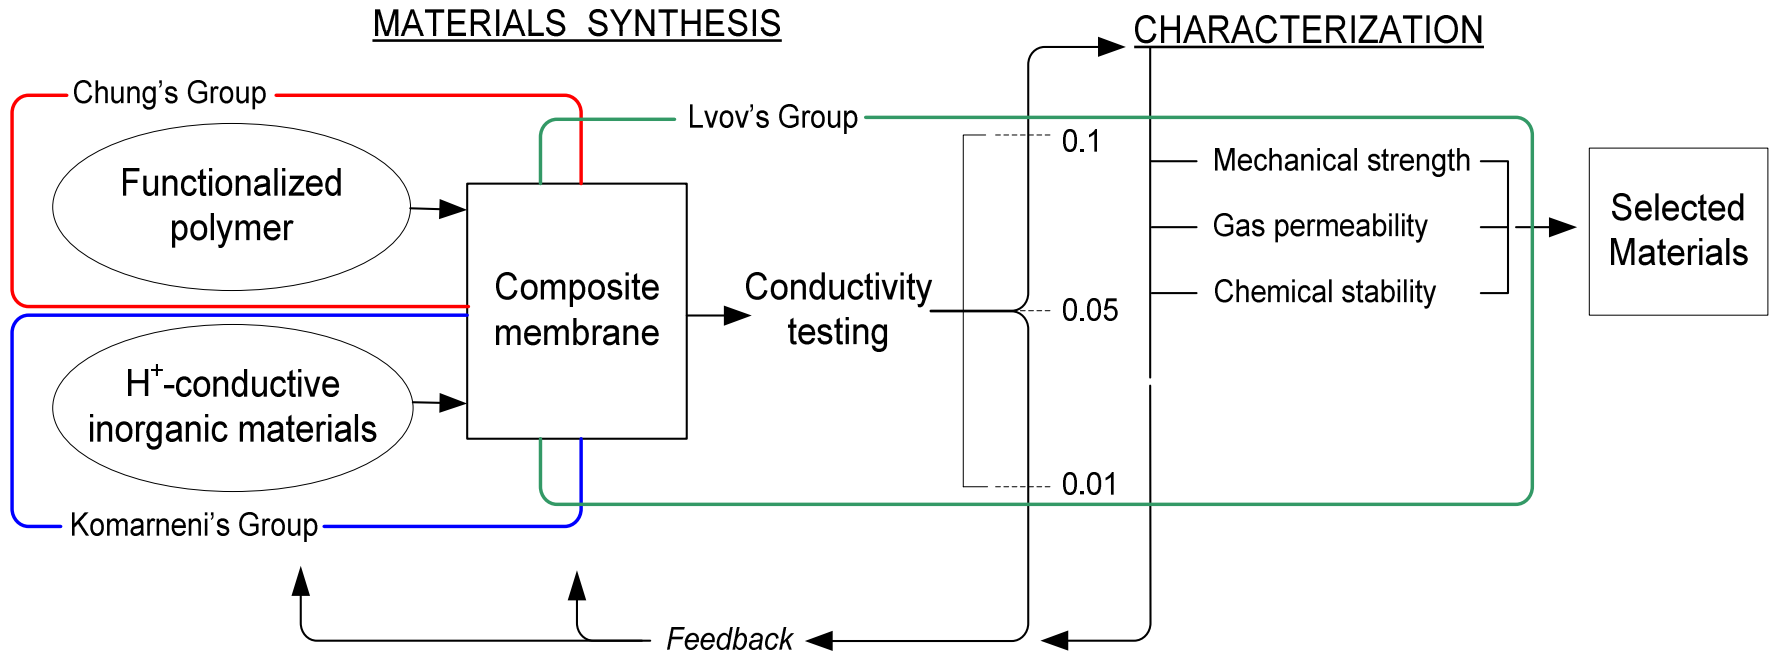 MATERIALS SYNTHESIS
CHARACTERIZATION
Chung's Group
Lvov's Group
Functionalized
polymer
Composite
membrane
H⁺-conductive
inorganic materials
Komarneni's Group
Conductivity
testing
0.1
0.05
0.01
Mechanical strength
Gas permeability
Chemical stability
Selected
Materials
Feedback